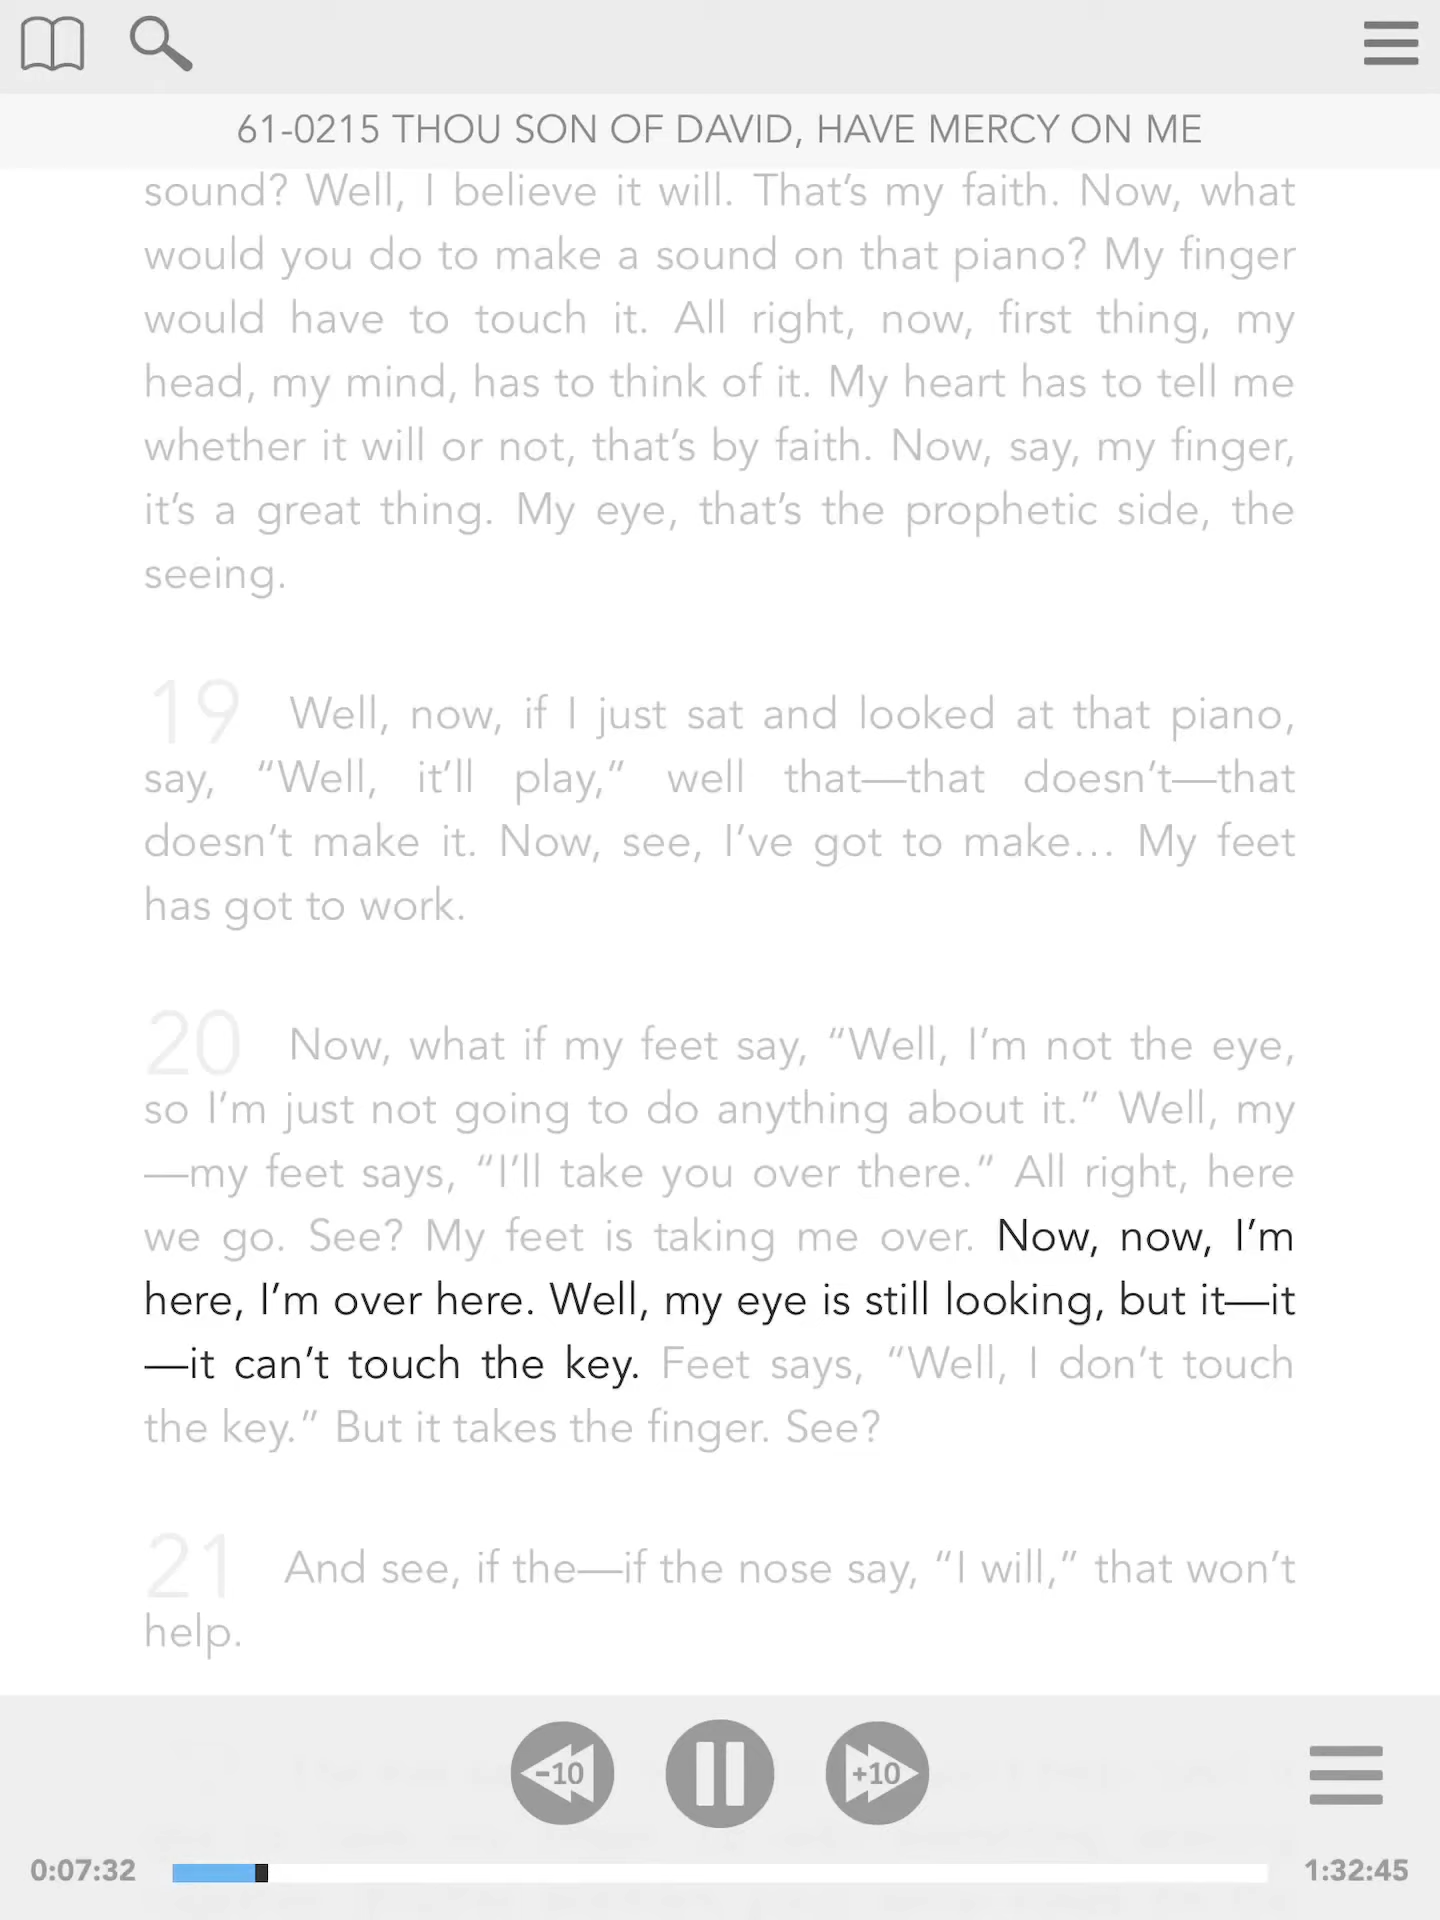 61-0215 THOU SON OF DAVID, HAVE MERCY ON ME
sound? Well, I believe it will. That’s my faith. Now, what
would you do to make a sound on that piano? My finger
would have to touch it. All right, now, first thing, my
head, my mind, has to think of it. My heart has to tell me
whether it will or not, that’s by faith. Now, say, my finger,
it’s a great thing. My eye, that’s the prophetic side, the
seeing.
19 Well, now, if I just sat and looked at that piano,
say, “Well, it’ll play,” well that—that doesn’t—that
doesn’t make it. Now, see, I’ve got to make… My feet
has got to work.
20 Now, what if my feet say, “Well, I’m not the eye,
so I’m just not going to do anything about it.” Well, my
—my feet says, “I’ll take you over there.” All right, here
we go. See? My feet is taking me over. Now, now, I’m
here, I’m over here. Well, my eye is still looking, but it—it
—it can’t touch the key. Feet says, “Well, I don’t touch
the key.” But it takes the finger. See?
21 And see, if the—if the nose say, “I will,” that won’t
help.
-10 +10
0:07:32 1:32:45